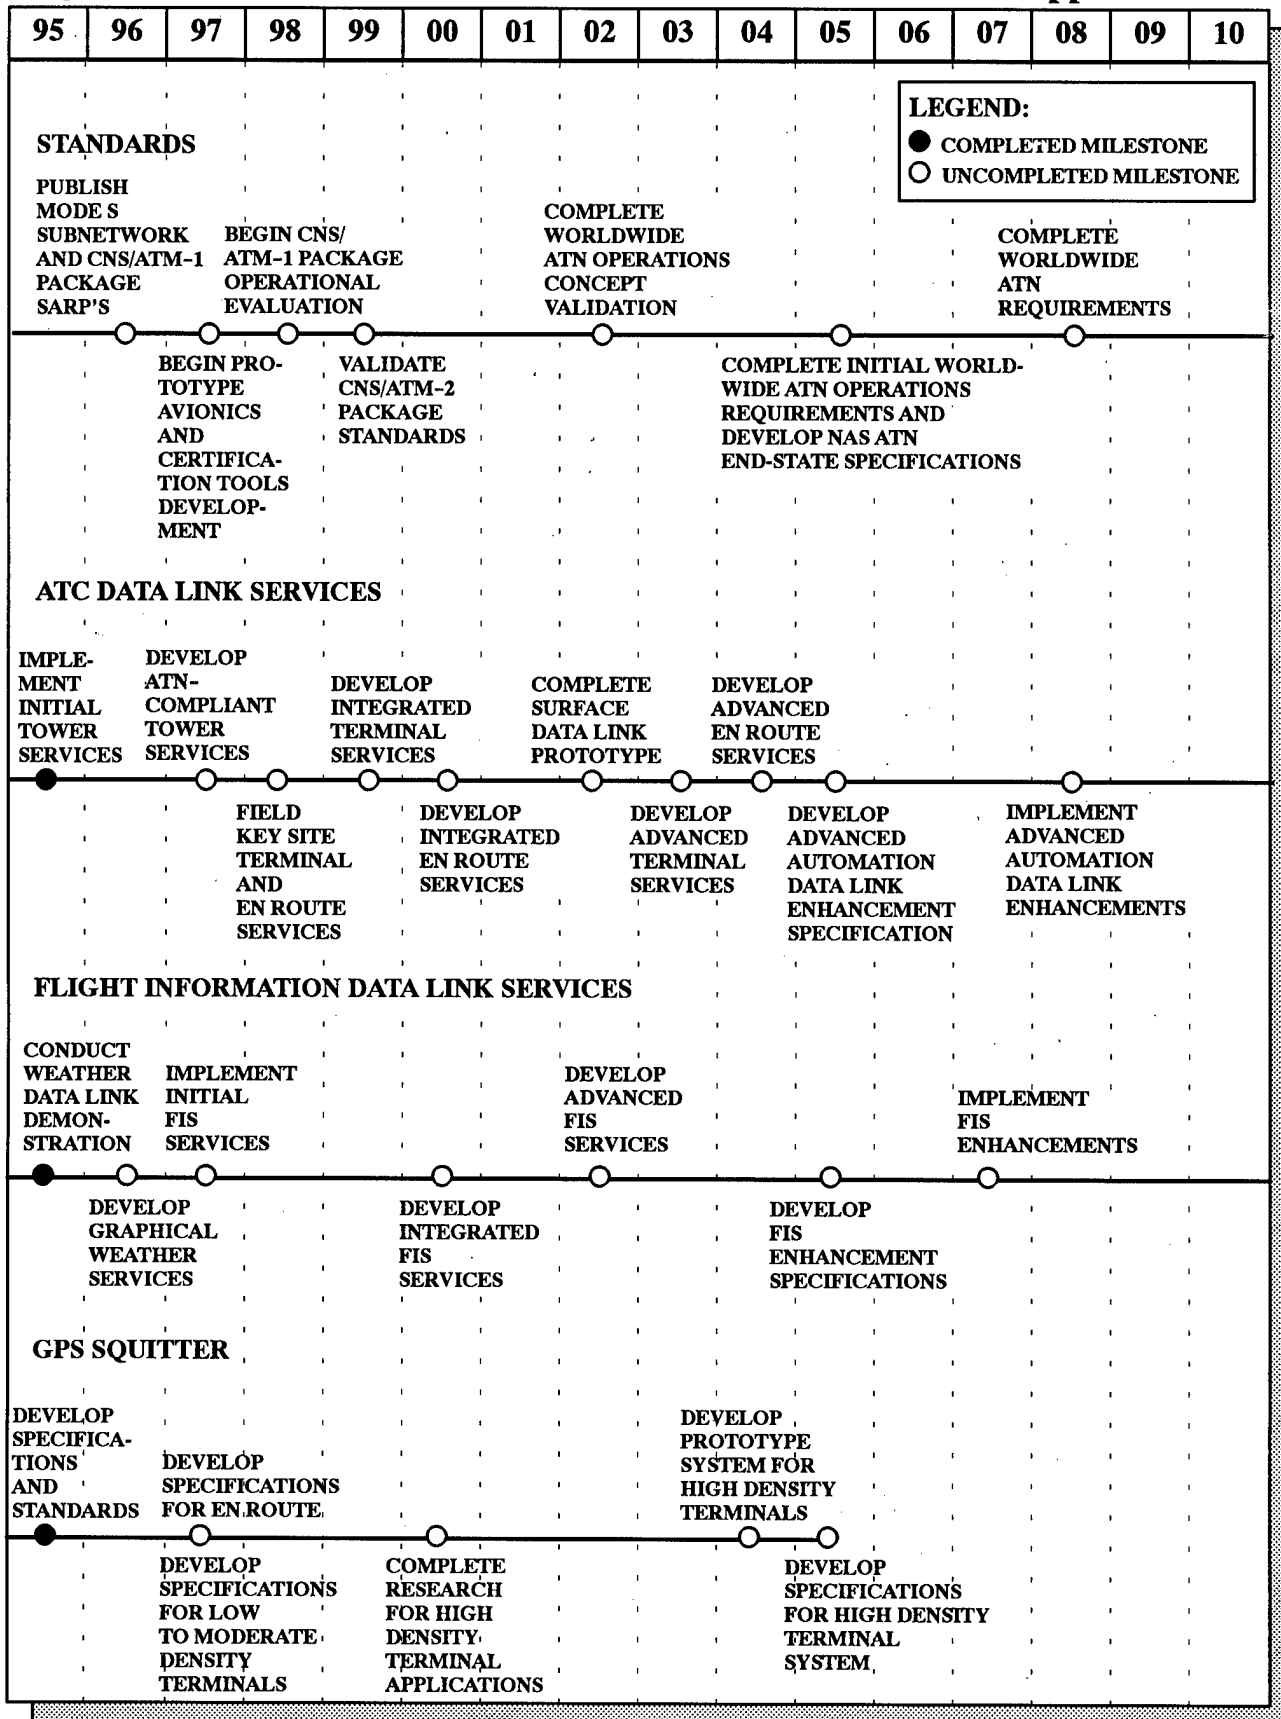 95 96 97 98 99 00 01 02 03 04 05 06 07 08 09 10
LEGEND:
COMPLETED MILESTONE
UNCOMPLETED MILESTONE
STANDARDS
PUBLISH
MODE S
SUBNETWORK
AND CNS/ATM-1
PACKAGE
SARP'S
BEGIN CNS/
ATM-1 PACKAGE
OPERATIONAL
EVALUATION
COMPLETE
WORLDWIDE
ATN OPERATIONS
CONCEPT
VALIDATION
COMPLETE
WORLDWIDE
ATN
REQUIREMENTS
BEGIN PRO-
TOTYPE
AVIONICS
AND
CERTIFICA-
TION TOOLS
DEVELOP-
MENT
VALIDATE
CNS/ATM-2
PACKAGE
STANDARDS
COMPLETE INITIAL WORLD-
WIDE ATN OPERATIONS
REQUIREMENTS AND
DEVELOP NAS ATN
END-STATE SPECIFICATIONS
ATC DATA LINK SERVICES
IMPLE-
MENT
INITIAL
TOWER
SERVICES
DEVELOP
ATN-
COMPLIANT
TOWER
SERVICES
DEVELOP
INTEGRATED
TERMINAL
SERVICES
COMPLETE
SURFACE
DATA LINK
PROTOTYPE
DEVELOP
ADVANCED
EN ROUTE
SERVICES
FIELD
KEY SITE
TERMINAL
AND
EN ROUTE
SERVICES
DEVELOP
INTEGRATED
EN ROUTE
SERVICES
DEVELOP
ADVANCED
TERMINAL
SERVICES
DEVELOP
ADVANCED
AUTOMATION
DATA LINK
ENHANCEMENT
SPECIFICATION
IMPLEMENT
ADVANCED
AUTOMATION
DATA LINK
ENHANCEMENTS
FLIGHT INFORMATION DATA LINK SERVICES
CONDUCT
WEATHER
DATA LINK
DEMON-
STRATION
IMPLEMENT
INITIAL
FIS
SERVICES
DEVELOP
ADVANCED
FIS
SERVICES
IMPLEMENT
FIS
ENHANCEMENTS
DEVELOP
GRAPHICAL
WEATHER
SERVICES
DEVELOP
INTEGRATED
FIS
SERVICES
DEVELOP
FIS
ENHANCEMENT
SPECIFICATIONS
GPS SQUITTER
DEVELOP
SPECIFICA-
TIONS
AND
STANDARDS
DEVELOP
SPECIFICATIONS
FOR EN ROUTE
DEVELOP
PROTOTYPE
SYSTEM FOR
HIGH DENSITY
TERMINALS
DEVELOP
SPECIFICATIONS
FOR LOW
TO MODERATE
DENSITY
TERMINALS
COMPLETE
RESEARCH
FOR HIGH
DENSITY
TERMINAL
APPLICATIONS
DEVELOP
SPECIFICATIONS
FOR HIGH DENSITY
TERMINAL
SYSTEM